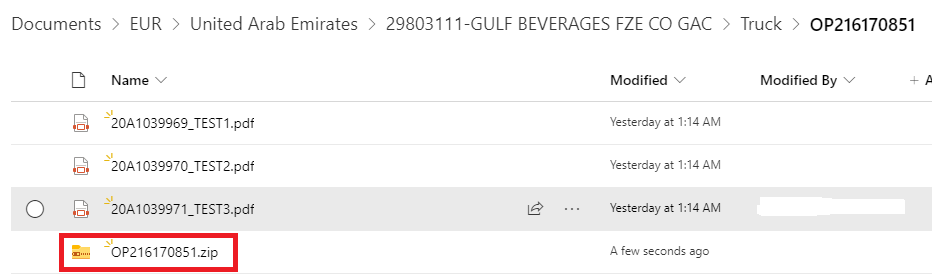 Documents > EUR > United Arab Emirates > 29803111-GULF BEVERAGES FZE CO GAC > Truck > OP216170851
Name Modified Modified By + A
20A1039969_TEST1.pdf Yesterday at 1:14 AM
20A1039970_TEST2.pdf Yesterday at 1:14 AM
20A1039971_TEST3.pdf ... Yesterday at 1:14 AM
OP216170851.zip A few seconds ago